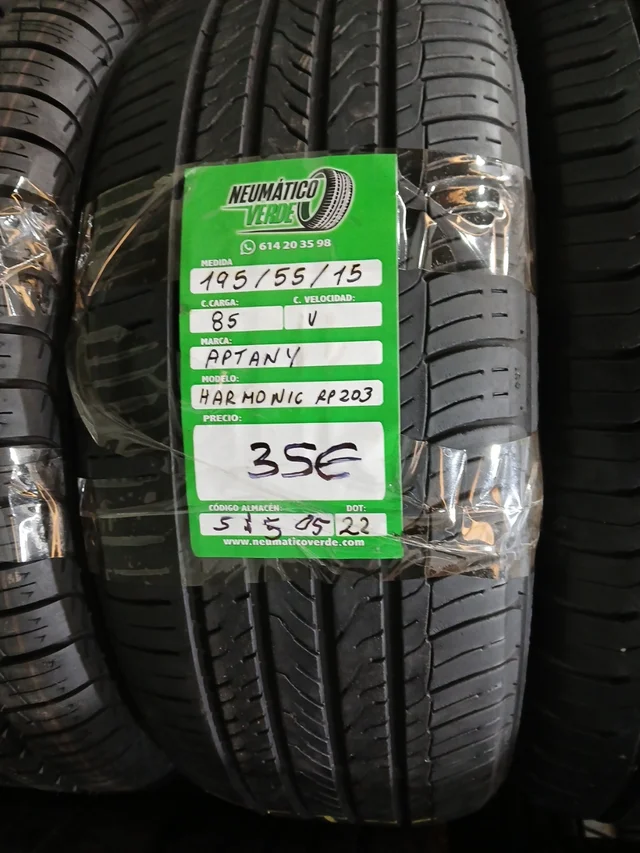 NEUMÁTICO
VERDE
614 20 35 98
MEDIDA
195/55/15
C.CARGA: C. VELOCIDAD:
85 V
MARCA:
APTANY
MODELO:
HARMONIC RP203
PRECIO:
35€
CÓDIGO ALMACÉN DOT:
22
www.neumaticoverde.com